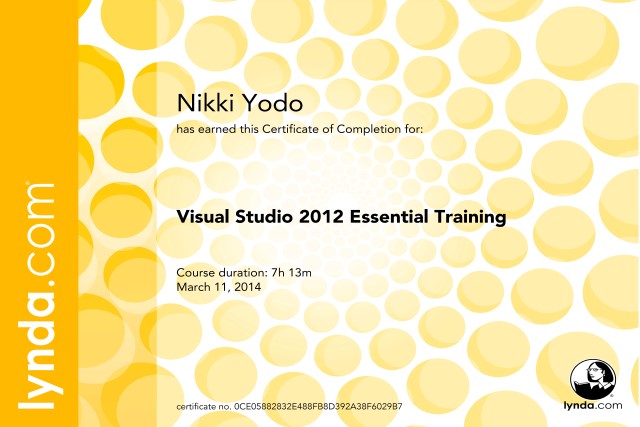 lynda.com
Nikki Yodo
has earned this Certificate of Completion for:
Visual Studio 2012 Essential Training
Course duration: 7h 13m
March 11, 2014
certificate no. 0CE05882832E488FB8D392A38F6029B7
lynda.com